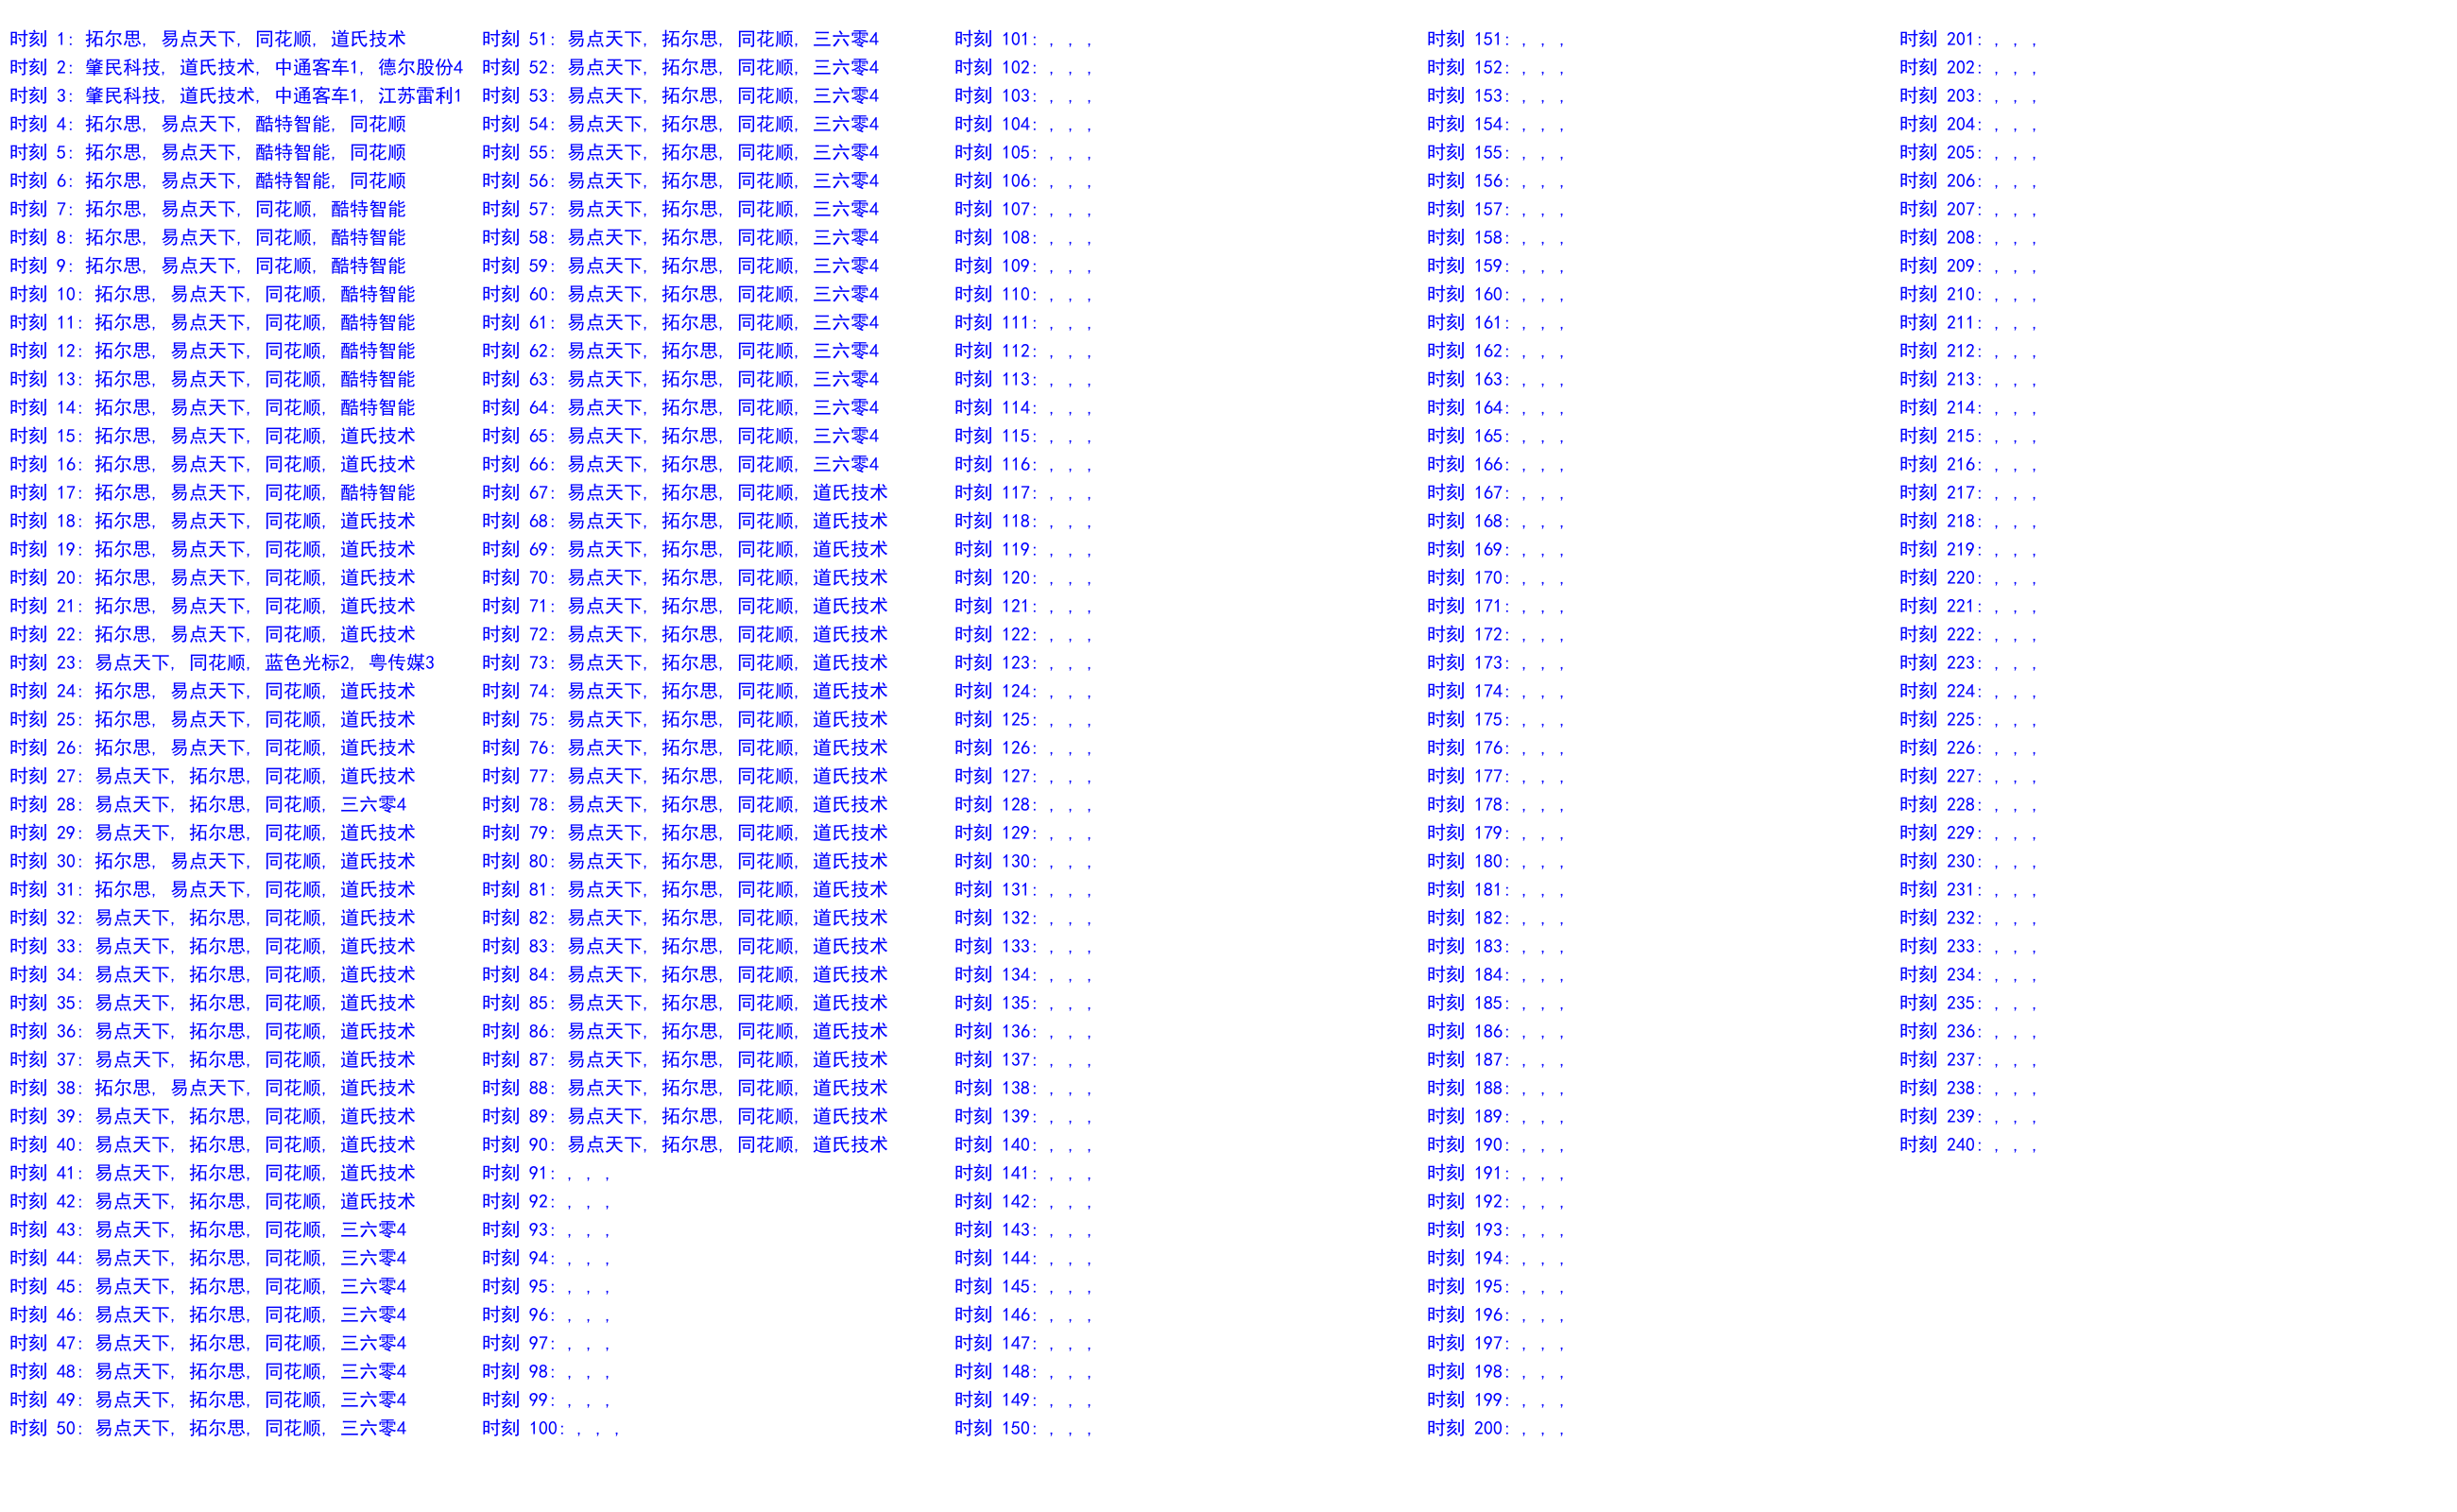 时刻 1: 拓尔思, 易点天下, 同花顺, 道氏技术
时刻 2: 肇民科技, 道氏技术, 中通客车1, 德尔股份4
时刻 3: 肇民科技, 道氏技术, 中通客车1, 江苏雷利1
时刻 4: 拓尔思, 易点天下, 酷特智能, 同花顺
时刻 5: 拓尔思, 易点天下, 酷特智能, 同花顺
时刻 6: 拓尔思, 易点天下, 酷特智能, 同花顺
时刻 7: 拓尔思, 易点天下, 同花顺, 酷特智能
时刻 8: 拓尔思, 易点天下, 同花顺, 酷特智能
时刻 9: 拓尔思, 易点天下, 同花顺, 酷特智能
时刻 10: 拓尔思, 易点天下, 同花顺, 酷特智能
时刻 11: 拓尔思, 易点天下, 同花顺, 酷特智能
时刻 12: 拓尔思, 易点天下, 同花顺, 酷特智能
时刻 13: 拓尔思, 易点天下, 同花顺, 酷特智能
时刻 14: 拓尔思, 易点天下, 同花顺, 酷特智能
时刻 15: 拓尔思, 易点天下, 同花顺, 道氏技术
时刻 16: 拓尔思, 易点天下, 同花顺, 道氏技术
时刻 17: 拓尔思, 易点天下, 同花顺, 酷特智能
时刻 18: 拓尔思, 易点天下, 同花顺, 道氏技术
时刻 19: 拓尔思, 易点天下, 同花顺, 道氏技术
时刻 20: 拓尔思, 易点天下, 同花顺, 道氏技术
时刻 21: 拓尔思, 易点天下, 同花顺, 道氏技术
时刻 22: 拓尔思, 易点天下, 同花顺, 道氏技术
时刻 23: 易点天下, 同花顺, 蓝色光标2, 粤传媒3
时刻 24: 拓尔思, 易点天下, 同花顺, 道氏技术
时刻 25: 拓尔思, 易点天下, 同花顺, 道氏技术
时刻 26: 拓尔思, 易点天下, 同花顺, 道氏技术
时刻 27: 易点天下, 拓尔思, 同花顺, 道氏技术
时刻 28: 易点天下, 拓尔思, 同花顺, 三六零4
时刻 29: 易点天下, 拓尔思, 同花顺, 道氏技术
时刻 30: 拓尔思, 易点天下, 同花顺, 道氏技术
时刻 31: 拓尔思, 易点天下, 同花顺, 道氏技术
时刻 32: 易点天下, 拓尔思, 同花顺, 道氏技术
时刻 33: 易点天下, 拓尔思, 同花顺, 道氏技术
时刻 34: 易点天下, 拓尔思, 同花顺, 道氏技术
时刻 35: 易点天下, 拓尔思, 同花顺, 道氏技术
时刻 36: 易点天下, 拓尔思, 同花顺, 道氏技术
时刻 37: 易点天下, 拓尔思, 同花顺, 道氏技术
时刻 38: 拓尔思, 易点天下, 同花顺, 道氏技术
时刻 39: 易点天下, 拓尔思, 同花顺, 道氏技术
时刻 40: 易点天下, 拓尔思, 同花顺, 道氏技术
时刻 41: 易点天下, 拓尔思, 同花顺, 道氏技术
时刻 42: 易点天下, 拓尔思, 同花顺, 道氏技术
时刻 43: 易点天下, 拓尔思, 同花顺, 三六零4
时刻 44: 易点天下, 拓尔思, 同花顺, 三六零4
时刻 45: 易点天下, 拓尔思, 同花顺, 三六零4
时刻 46: 易点天下, 拓尔思, 同花顺, 三六零4
时刻 47: 易点天下, 拓尔思, 同花顺, 三六零4
时刻 48: 易点天下, 拓尔思, 同花顺, 三六零4
时刻 49: 易点天下, 拓尔思, 同花顺, 三六零4
时刻 50: 易点天下, 拓尔思, 同花顺, 三六零4
时刻 51: 易点天下, 拓尔思, 同花顺, 三六零4
时刻 52: 易点天下, 拓尔思, 同花顺, 三六零4
时刻 53: 易点天下, 拓尔思, 同花顺, 三六零4
时刻 54: 易点天下, 拓尔思, 同花顺, 三六零4
时刻 55: 易点天下, 拓尔思, 同花顺, 三六零4
时刻 56: 易点天下, 拓尔思, 同花顺, 三六零4
时刻 57: 易点天下, 拓尔思, 同花顺, 三六零4
时刻 58: 易点天下, 拓尔思, 同花顺, 三六零4
时刻 59: 易点天下, 拓尔思, 同花顺, 三六零4
时刻 60: 易点天下, 拓尔思, 同花顺, 三六零4
时刻 61: 易点天下, 拓尔思, 同花顺, 三六零4
时刻 62: 易点天下, 拓尔思, 同花顺, 三六零4
时刻 63: 易点天下, 拓尔思, 同花顺, 三六零4
时刻 64: 易点天下, 拓尔思, 同花顺, 三六零4
时刻 65: 易点天下, 拓尔思, 同花顺, 三六零4
时刻 66: 易点天下, 拓尔思, 同花顺, 三六零4
时刻 67: 易点天下, 拓尔思, 同花顺, 道氏技术
时刻 68: 易点天下, 拓尔思, 同花顺, 道氏技术
时刻 69: 易点天下, 拓尔思, 同花顺, 道氏技术
时刻 70: 易点天下, 拓尔思, 同花顺, 道氏技术
时刻 71: 易点天下, 拓尔思, 同花顺, 道氏技术
时刻 72: 易点天下, 拓尔思, 同花顺, 道氏技术
时刻 73: 易点天下, 拓尔思, 同花顺, 道氏技术
时刻 74: 易点天下, 拓尔思, 同花顺, 道氏技术
时刻 75: 易点天下, 拓尔思, 同花顺, 道氏技术
时刻 76: 易点天下, 拓尔思, 同花顺, 道氏技术
时刻 77: 易点天下, 拓尔思, 同花顺, 道氏技术
时刻 78: 易点天下, 拓尔思, 同花顺, 道氏技术
时刻 79: 易点天下, 拓尔思, 同花顺, 道氏技术
时刻 80: 易点天下, 拓尔思, 同花顺, 道氏技术
时刻 81: 易点天下, 拓尔思, 同花顺, 道氏技术
时刻 82: 易点天下, 拓尔思, 同花顺, 道氏技术
时刻 83: 易点天下, 拓尔思, 同花顺, 道氏技术
时刻 84: 易点天下, 拓尔思, 同花顺, 道氏技术
时刻 85: 易点天下, 拓尔思, 同花顺, 道氏技术
时刻 86: 易点天下, 拓尔思, 同花顺, 道氏技术
时刻 87: 易点天下, 拓尔思, 同花顺, 道氏技术
时刻 88: 易点天下, 拓尔思, 同花顺, 道氏技术
时刻 89: 易点天下, 拓尔思, 同花顺, 道氏技术
时刻 90: 易点天下, 拓尔思, 同花顺, 道氏技术
时刻 91: , , ,
时刻 92: , , ,
时刻 93: , , ,
时刻 94: , , ,
时刻 95: , , ,
时刻 96: , , ,
时刻 97: , , ,
时刻 98: , , ,
时刻 99: , , ,
时刻 100: , , ,
时刻 101: , , ,
时刻 102: , , ,
时刻 103: , , ,
时刻 104: , , ,
时刻 105: , , ,
时刻 106: , , ,
时刻 107: , , ,
时刻 108: , , ,
时刻 109: , , ,
时刻 110: , , ,
时刻 111: , , ,
时刻 112: , , ,
时刻 113: , , ,
时刻 114: , , ,
时刻 115: , , ,
时刻 116: , , ,
时刻 117: , , ,
时刻 118: , , ,
时刻 119: , , ,
时刻 120: , , ,
时刻 121: , , ,
时刻 122: , , ,
时刻 123: , , ,
时刻 124: , , ,
时刻 125: , , ,
时刻 126: , , ,
时刻 127: , , ,
时刻 128: , , ,
时刻 129: , , ,
时刻 130: , , ,
时刻 131: , , ,
时刻 132: , , ,
时刻 133: , , ,
时刻 134: , , ,
时刻 135: , , ,
时刻 136: , , ,
时刻 137: , , ,
时刻 138: , , ,
时刻 139: , , ,
时刻 140: , , ,
时刻 141: , , ,
时刻 142: , , ,
时刻 143: , , ,
时刻 144: , , ,
时刻 145: , , ,
时刻 146: , , ,
时刻 147: , , ,
时刻 148: , , ,
时刻 149: , , ,
时刻 150: , , ,
时刻 151: , , ,
时刻 152: , , ,
时刻 153: , , ,
时刻 154: , , ,
时刻 155: , , ,
时刻 156: , , ,
时刻 157: , , ,
时刻 158: , , ,
时刻 159: , , ,
时刻 160: , , ,
时刻 161: , , ,
时刻 162: , , ,
时刻 163: , , ,
时刻 164: , , ,
时刻 165: , , ,
时刻 166: , , ,
时刻 167: , , ,
时刻 168: , , ,
时刻 169: , , ,
时刻 170: , , ,
时刻 171: , , ,
时刻 172: , , ,
时刻 173: , , ,
时刻 174: , , ,
时刻 175: , , ,
时刻 176: , , ,
时刻 177: , , ,
时刻 178: , , ,
时刻 179: , , ,
时刻 180: , , ,
时刻 181: , , ,
时刻 182: , , ,
时刻 183: , , ,
时刻 184: , , ,
时刻 185: , , ,
时刻 186: , , ,
时刻 187: , , ,
时刻 188: , , ,
时刻 189: , , ,
时刻 190: , , ,
时刻 191: , , ,
时刻 192: , , ,
时刻 193: , , ,
时刻 194: , , ,
时刻 195: , , ,
时刻 196: , , ,
时刻 197: , , ,
时刻 198: , , ,
时刻 199: , , ,
时刻 200: , , ,
时刻 201: , , ,
时刻 202: , , ,
时刻 203: , , ,
时刻 204: , , ,
时刻 205: , , ,
时刻 206: , , ,
时刻 207: , , ,
时刻 208: , , ,
时刻 209: , , ,
时刻 210: , , ,
时刻 211: , , ,
时刻 212: , , ,
时刻 213: , , ,
时刻 214: , , ,
时刻 215: , , ,
时刻 216: , , ,
时刻 217: , , ,
时刻 218: , , ,
时刻 219: , , ,
时刻 220: , , ,
时刻 221: , , ,
时刻 222: , , ,
时刻 223: , , ,
时刻 224: , , ,
时刻 225: , , ,
时刻 226: , , ,
时刻 227: , , ,
时刻 228: , , ,
时刻 229: , , ,
时刻 230: , , ,
时刻 231: , , ,
时刻 232: , , ,
时刻 233: , , ,
时刻 234: , , ,
时刻 235: , , ,
时刻 236: , , ,
时刻 237: , , ,
时刻 238: , , ,
时刻 239: , , ,
时刻 240: , , ,